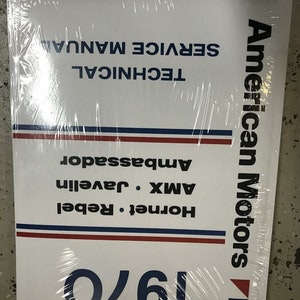 1970
Hornet • Rebel
AMX • Javelin
Ambassador
TECHNICAL
SERVICE MANUAL
American Motors